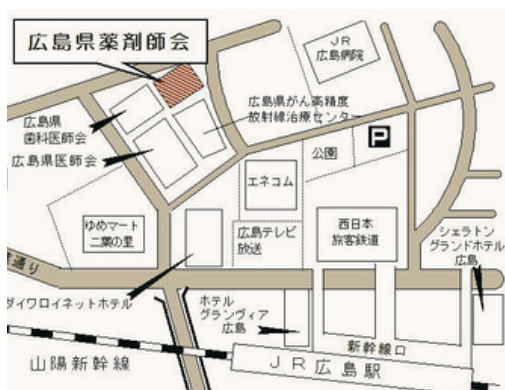 広島県薬剤師会
JR
広島病院
広島県がん高精度
放射線治療センター
広島県
歯科医師会
広島県医師会
P
公園
エネコム
ゆめマート
二葉の里
広島テレビ
放送
西日本
旅客鉄道
シェラトン
グランドホテル
広島
通り
ダイワロイネットホテル
ホテル
グランヴィア
広島
新幹線口
山陽新幹線
JR広島駅